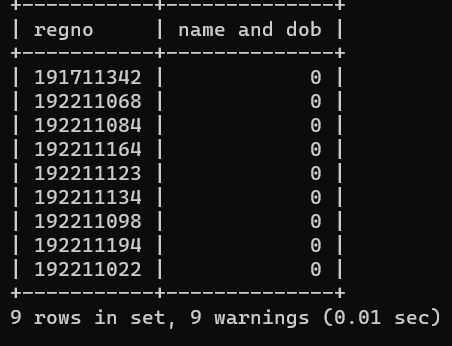 +-----------+--------------+
| regno     | name and dob |
+-----------+--------------+
| 191711342 |            0 |
| 192211068 |            0 |
| 192211084 |            0 |
| 192211164 |            0 |
| 192211123 |            0 |
| 192211134 |            0 |
| 192211098 |            0 |
| 192211194 |            0 |
| 192211022 |            0 |
+-----------+--------------+
9 rows in set, 9 warnings (0.01 sec)